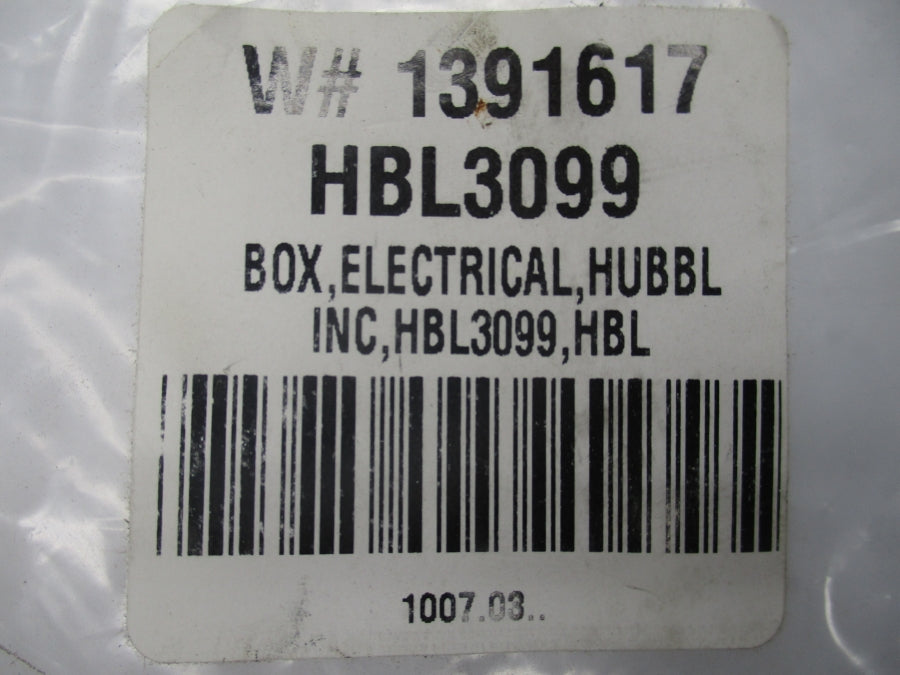 W# 1391617
HBL3099
BOX,ELECTRICAL,HUBBL
INC,HBL3099,HBL
1007.03..